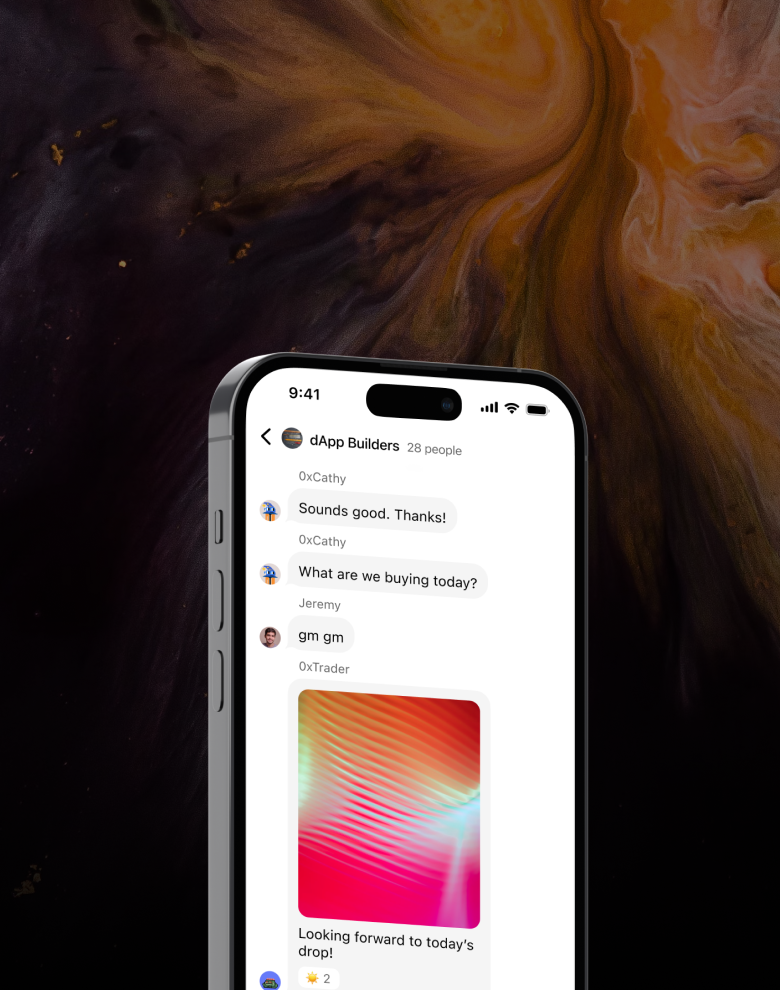 9:41
dApp Builders 28 people
0xCathy
Sounds good. Thanks!
0xCathy
What are we buying today?
Jeremy
gm gm
0xTrader
Looking forward to today's
drop!
☀️ 2